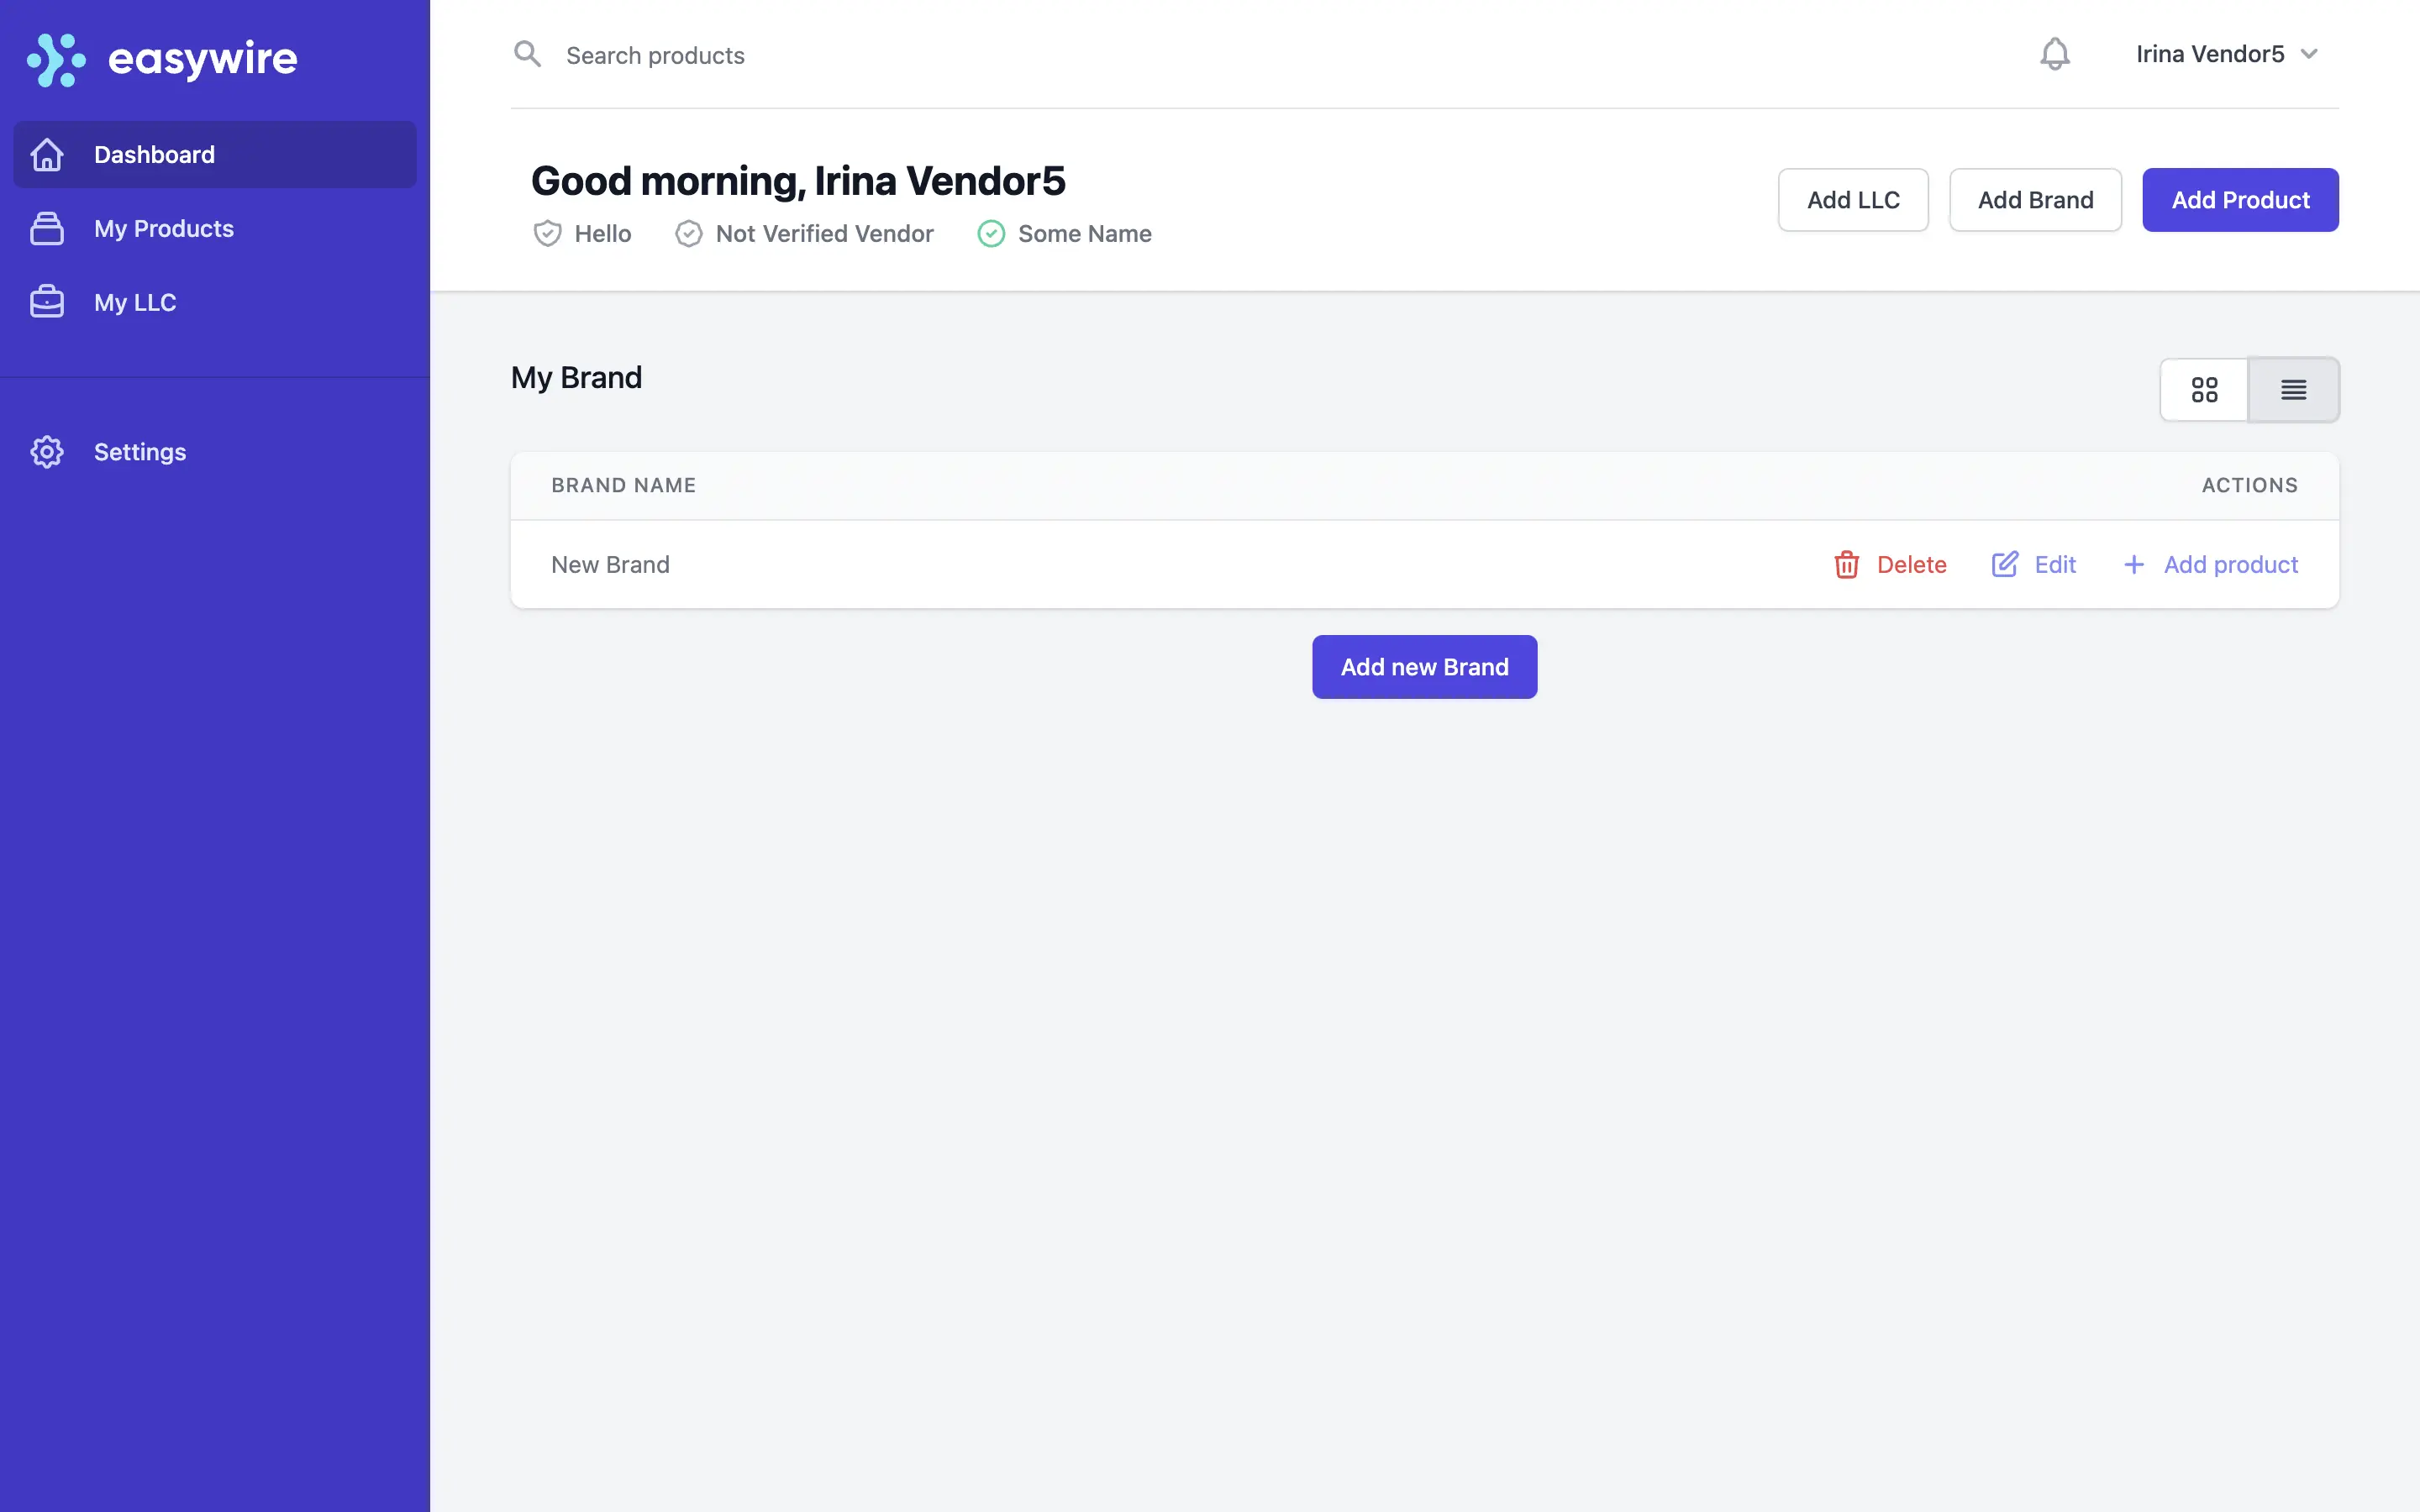 easywire
Dashboard
My Products
My LLC
Settings
Search products
Irina Vendor5
Good morning, Irina Vendor5
Hello Not Verified Vendor Some Name
Add LLC Add Brand Add Product
My Brand
BRAND NAME ACTIONS
New Brand Delete Edit Add product
Add new Brand